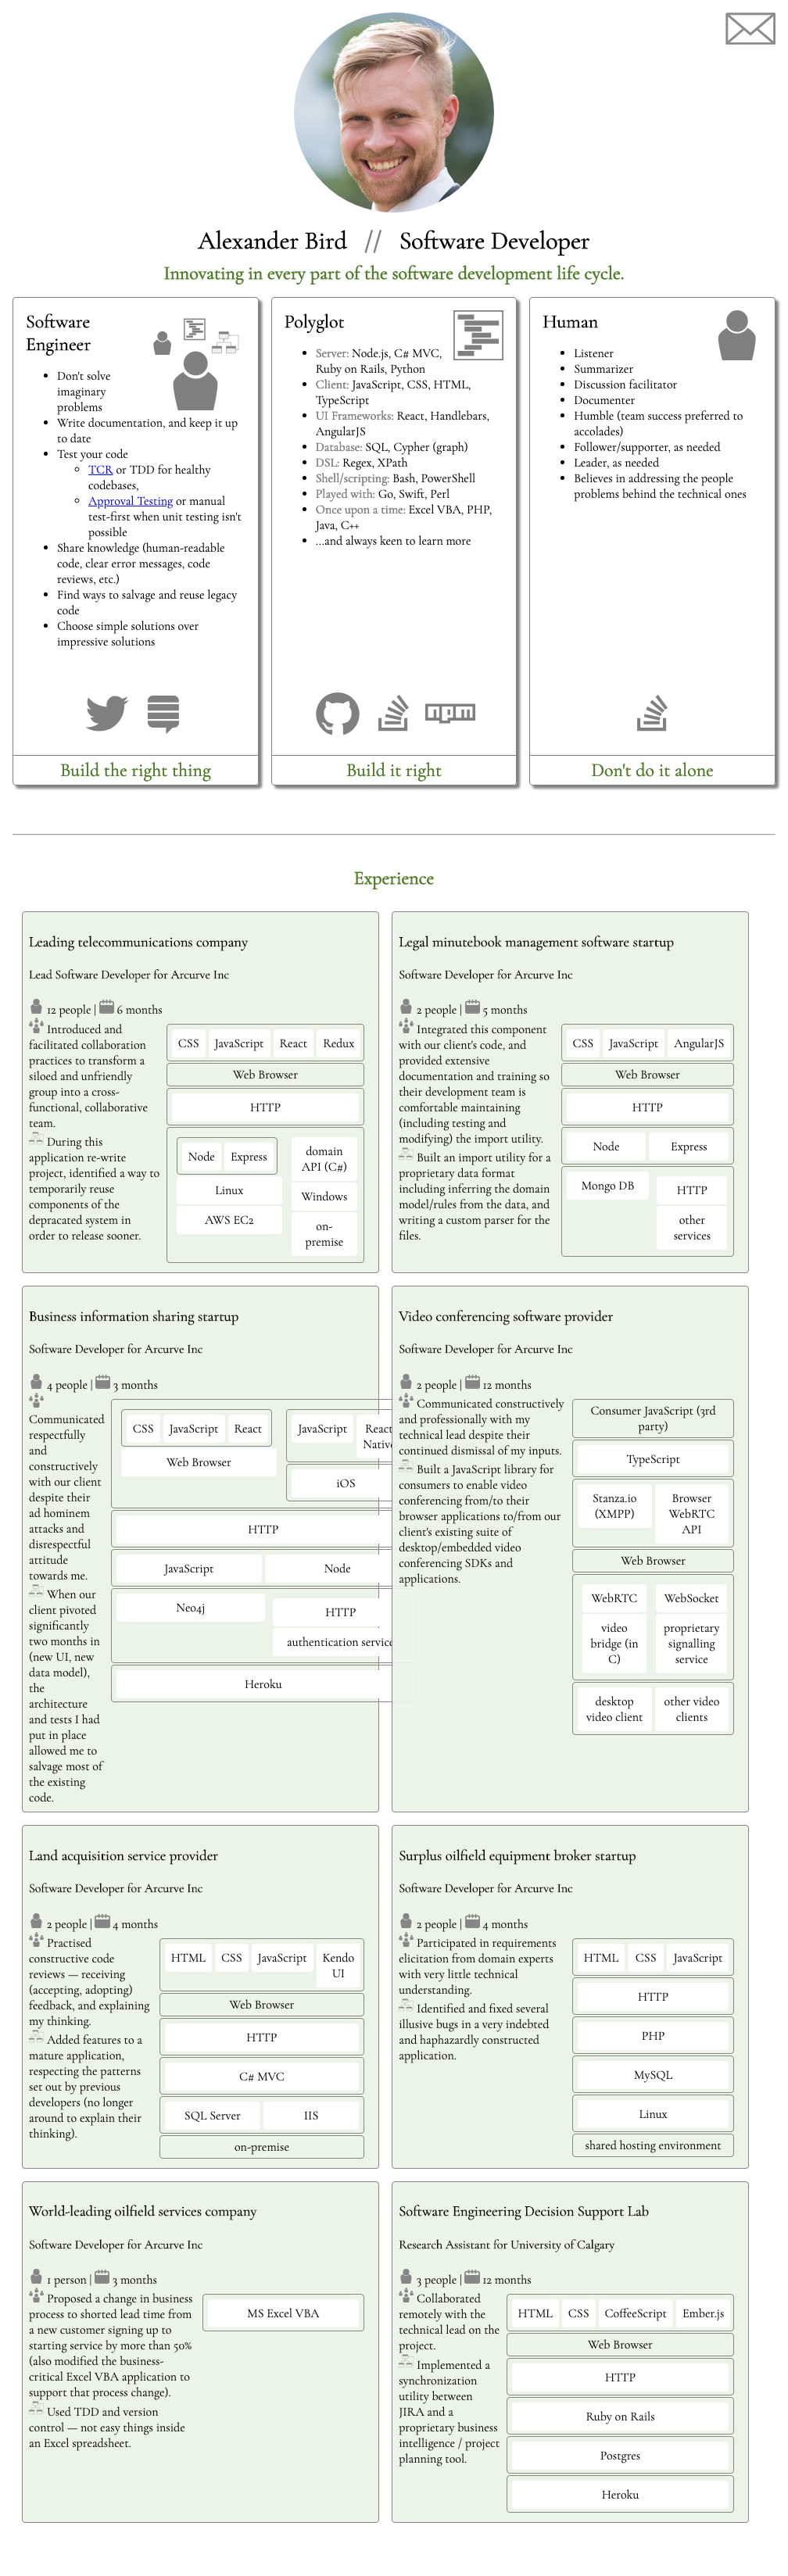 Alexander Bird // Software Developer
Innovating in every part of the software development life cycle.
Software
Engineer
Don't solve
imaginary
problems
Write documentation, and keep it up
to date
Test your code
TCR or TDD for healthy
codebases,
Approval Testing or manual
test-first when unit testing isn't
possible
Share knowledge (human-readable
code, clear error messages, code
reviews, etc.)
Find ways to salvage and reuse legacy
code
Choose simple solutions over
impressive solutions
Build the right thing
Polyglot
Server: Node.js, C# MVC,
Ruby on Rails, Python
Client: JavaScript, CSS, HTML,
TypeScript
UI Frameworks: React, Handlebars,
AngularJS
Database: SQL, Cypher (graph)
DSL: Regex, XPath
Shell/scripting: Bash, PowerShell
Played with: Go, Swift, Perl
Once upon a time: Excel VBA, PHP,
Java, C++
...and always keen to learn more
npm
Build it right
Human
Listener
Summarizer
Discussion facilitator
Documenter
Humble (team success preferred to
accolades)
Follower/supporter, as needed
Leader, as needed
Believes in addressing the people
problems behind the technical ones
Don't do it alone
Experience
Leading telecommunications company
Lead Software Developer for Arcurve Inc
12 people | 6 months
Introduced and
facilitated collaboration
practices to transform a
siloed and unfriendly
group into a cross-
functional, collaborative
team.
During this
application re-write
project, identified a way to
temporarily reuse
components of the
depracated system in
order to release sooner.
CSS JavaScript React Redux
Web Browser
HTTP
Node Express
Linux
AWS EC2
domain
API (C#)
Windows
on-
premise
Legal minutebook management software startup
Software Developer for Arcurve Inc
2 people | 5 months
Integrated this component
with our client's code, and
provided extensive
documentation and training so
their development team is
comfortable maintaining
(including testing and
modifying) the import utility.
Built an import utility for a
proprietary data format
including inferring the domain
model/rules from the data, and
writing a custom parser for the
files.
CSS JavaScript AngularJS
Web Browser
HTTP
Node Express
Mongo DB
HTTP
other
services
Business information sharing startup
Software Developer for Arcurve Inc
4 people | 3 months
Communicated
respectfully
and
constructively
with our client
despite their
ad hominem
attacks and
disrespectful
attitude
towards me.
When our
client pivoted
significantly
two months in
(new UI, new
data model),
the
architecture
and tests I had
put in place
allowed me to
salvage most of
the existing
code.
CSS JavaScript React
Web Browser
JavaScript React
Native
iOS
HTTP
JavaScript Node
Neo4j
HTTP
authentication service
Heroku
Video conferencing software provider
Software Developer for Arcurve Inc
2 people | 12 months
Communicated constructively
and professionally with my
technical lead despite their
continued dismissal of my inputs.
Built a JavaScript library for
consumers to enable video
conferencing from/to their
browser applications to/from our
client's existing suite of
desktop/embedded video
conferencing SDKs and
applications.
Consumer JavaScript (3rd
party)
TypeScript
Stanza.io
(XMPP)
Browser
WebRTC
API
Web Browser
WebRTC
video
bridge (in
C)
WebSocket
proprietary
signalling
service
desktop
video client
other video
clients
Land acquisition service provider
Software Developer for Arcurve Inc
2 people | 4 months
Practised
constructive code
reviews — receiving
(accepting, adopting)
feedback, and explaining
my thinking.
Added features to a
mature application,
respecting the patterns
set out by previous
developers (no longer
around to explain their
thinking).
HTML CSS JavaScript Kendo
UI
Web Browser
HTTP
C# MVC
SQL Server IIS
on-premise
Surplus oilfield equipment broker startup
Software Developer for Arcurve Inc
2 people | 4 months
Participated in requirements
elicitation from domain experts
with very little technical
understanding.
Identified and fixed several
illusive bugs in a very indebted
and haphazardly constructed
application.
HTML CSS JavaScript
HTTP
PHP
MySQL
Linux
shared hosting environment
World-leading oilfield services company
Software Developer for Arcurve Inc
1 person | 3 months
Proposed a change in business
process to shorted lead time from
a new customer signing up to
starting service by more than 50%
(also modified the business-
critical Excel VBA application to
support that process change).
Used TDD and version
control — not easy things inside
an Excel spreadsheet.
MS Excel VBA
Software Engineering Decision Support Lab
Research Assistant for University of Calgary
3 people | 12 months
Collaborated
remotely with the
technical lead on the
project.
Implemented a
synchronization
utility between
JIRA and a
proprietary business
intelligence / project
planning tool.
HTML CSS CoffeeScript Ember.js
Web Browser
HTTP
Ruby on Rails
Postgres
Heroku